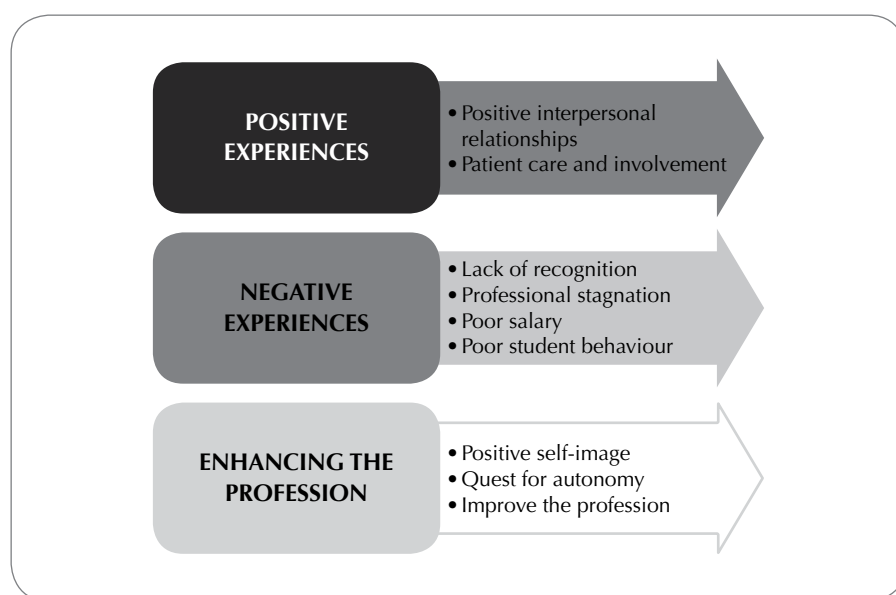 POSITIVE
EXPERIENCES
• Positive interpersonal
relationships
• Patient care and involvement
NEGATIVE
EXPERIENCES
• Lack of recognition
• Professional stagnation
• Poor salary
• Poor student behaviour
ENHANCING THE
PROFESSION
• Positive self-image
• Quest for autonomy
• Improve the profession